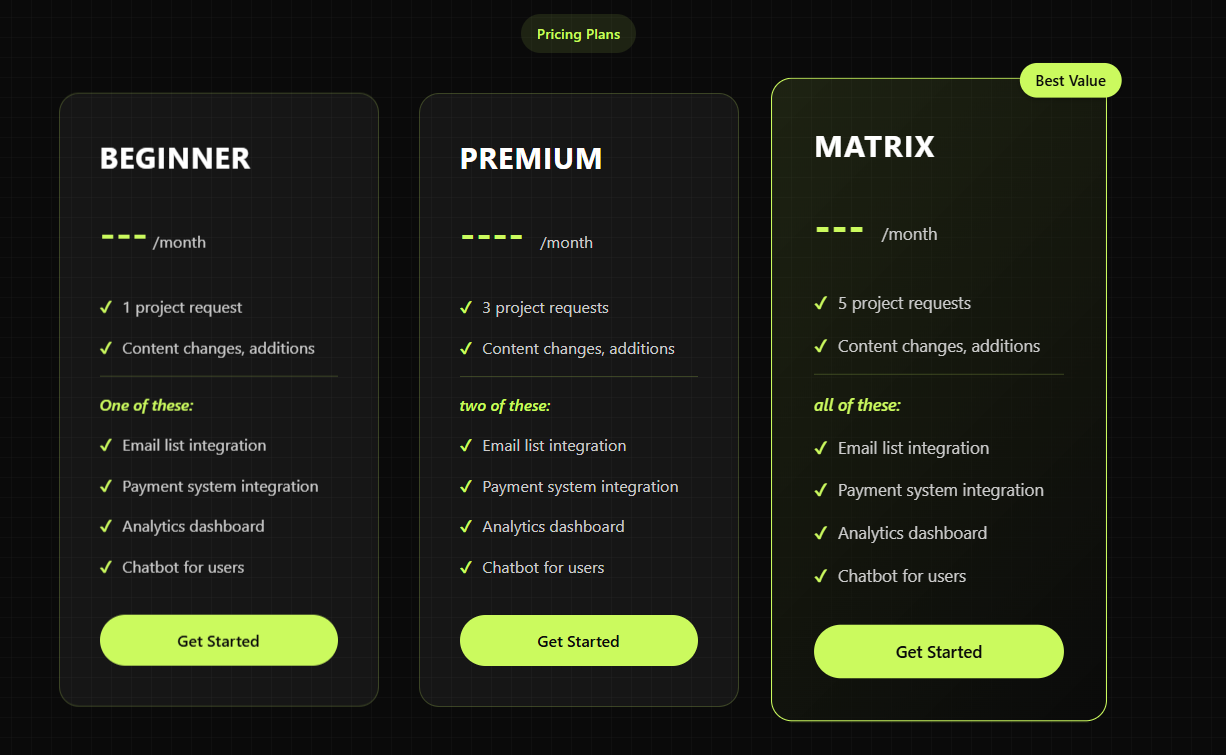 Pricing Plans
BEGINNER
--- /month
✓ 1 project request
✓ Content changes, additions
One of these:
✓ Email list integration
✓ Payment system integration
✓ Analytics dashboard
✓ Chatbot for users
Get Started
PREMIUM
---- /month
✓ 3 project requests
✓ Content changes, additions
two of these:
✓ Email list integration
✓ Payment system integration
✓ Analytics dashboard
✓ Chatbot for users
Get Started
Best Value
MATRIX
--- /month
✓ 5 project requests
✓ Content changes, additions
all of these:
✓ Email list integration
✓ Payment system integration
✓ Analytics dashboard
✓ Chatbot for users
Get Started